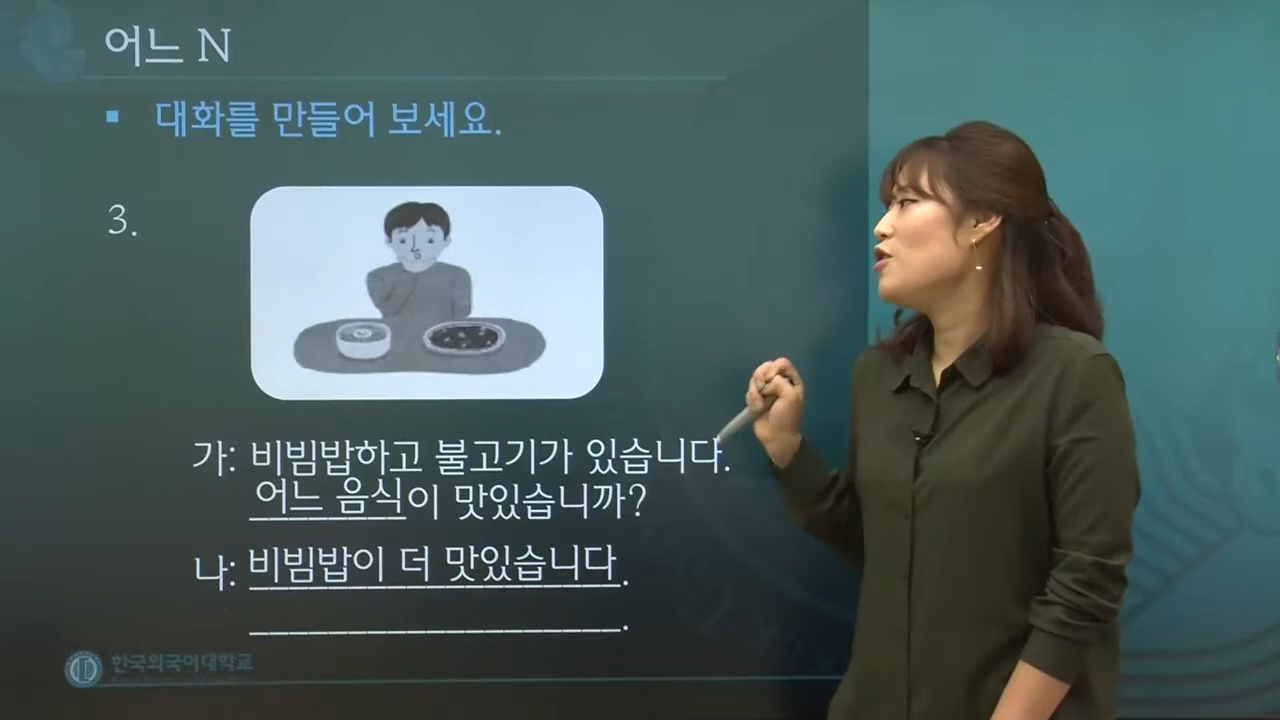 어느 N
▪ 대화를 만들어 보세요.
3.
가: 비빔밥하고 불고기가 있습니다.
어느 음식이 맛있습니까?
나: 비빔밥이 더 맛있습니다.
____________________.
한국외국어대학교